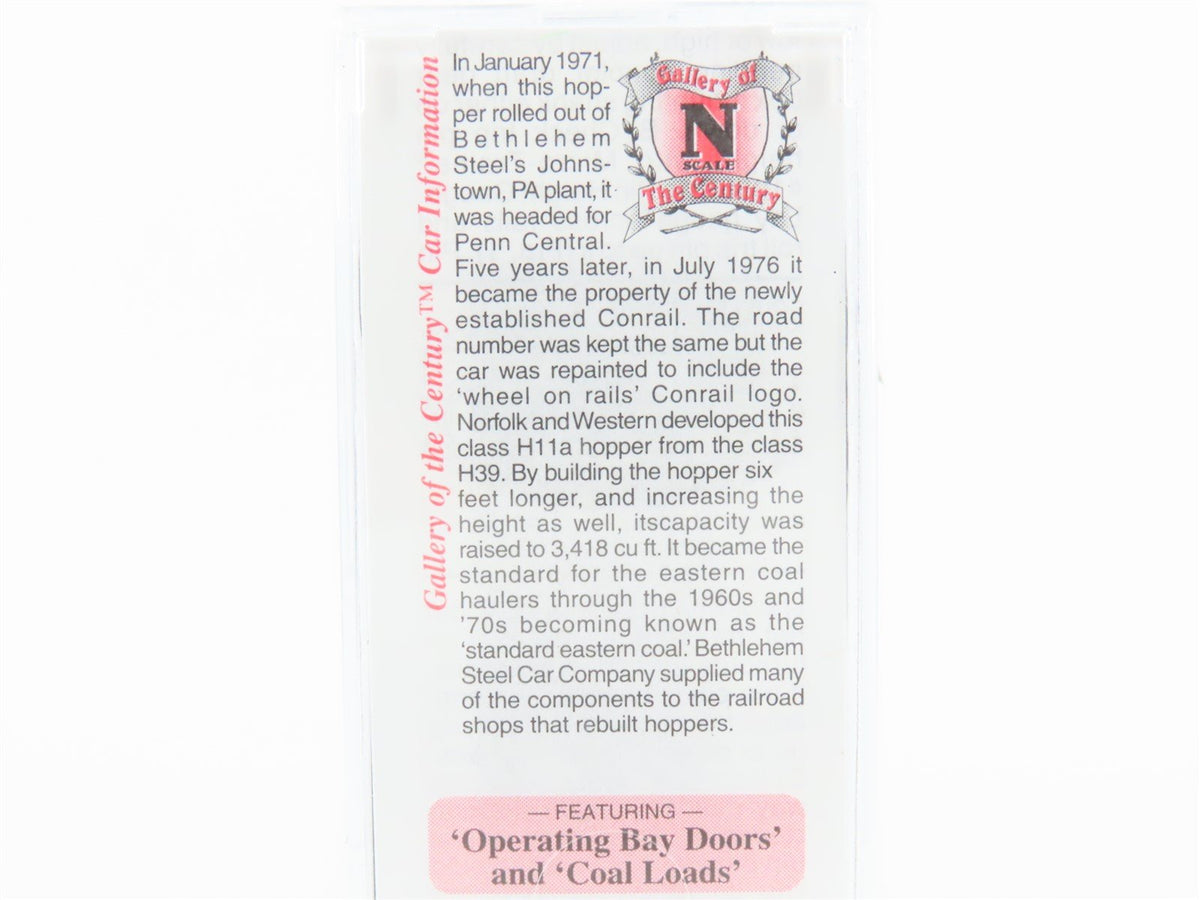 Gallery of the Century™ Car Information
In January 1971,
when this hop-
per rolled out of
Bethlehem
Steel's Johns-
town, PA plant, it
was headed for
Penn Central.
Gallery of
N
SCALE
The Century
Five years later, in July 1976 it
became the property of the newly
established Conrail. The road
number was kept the same but the
car was repainted to include the
'wheel on rails' Conrail logo.
Norfolk and Western developed this
class H11a hopper from the class
H39. By building the hopper six
feet longer, and increasing the
height as well, itscapacity was
raised to 3,418 cu ft. It became the
standard for the eastern coal
haulers through the 1960s and
'70s becoming known as the
'standard eastern coal.' Bethlehem
Steel Car Company supplied many
of the components to the railroad
shops that rebuilt hoppers.
— FEATURING —
'Operating Bay Doors'
and 'Coal Loads'